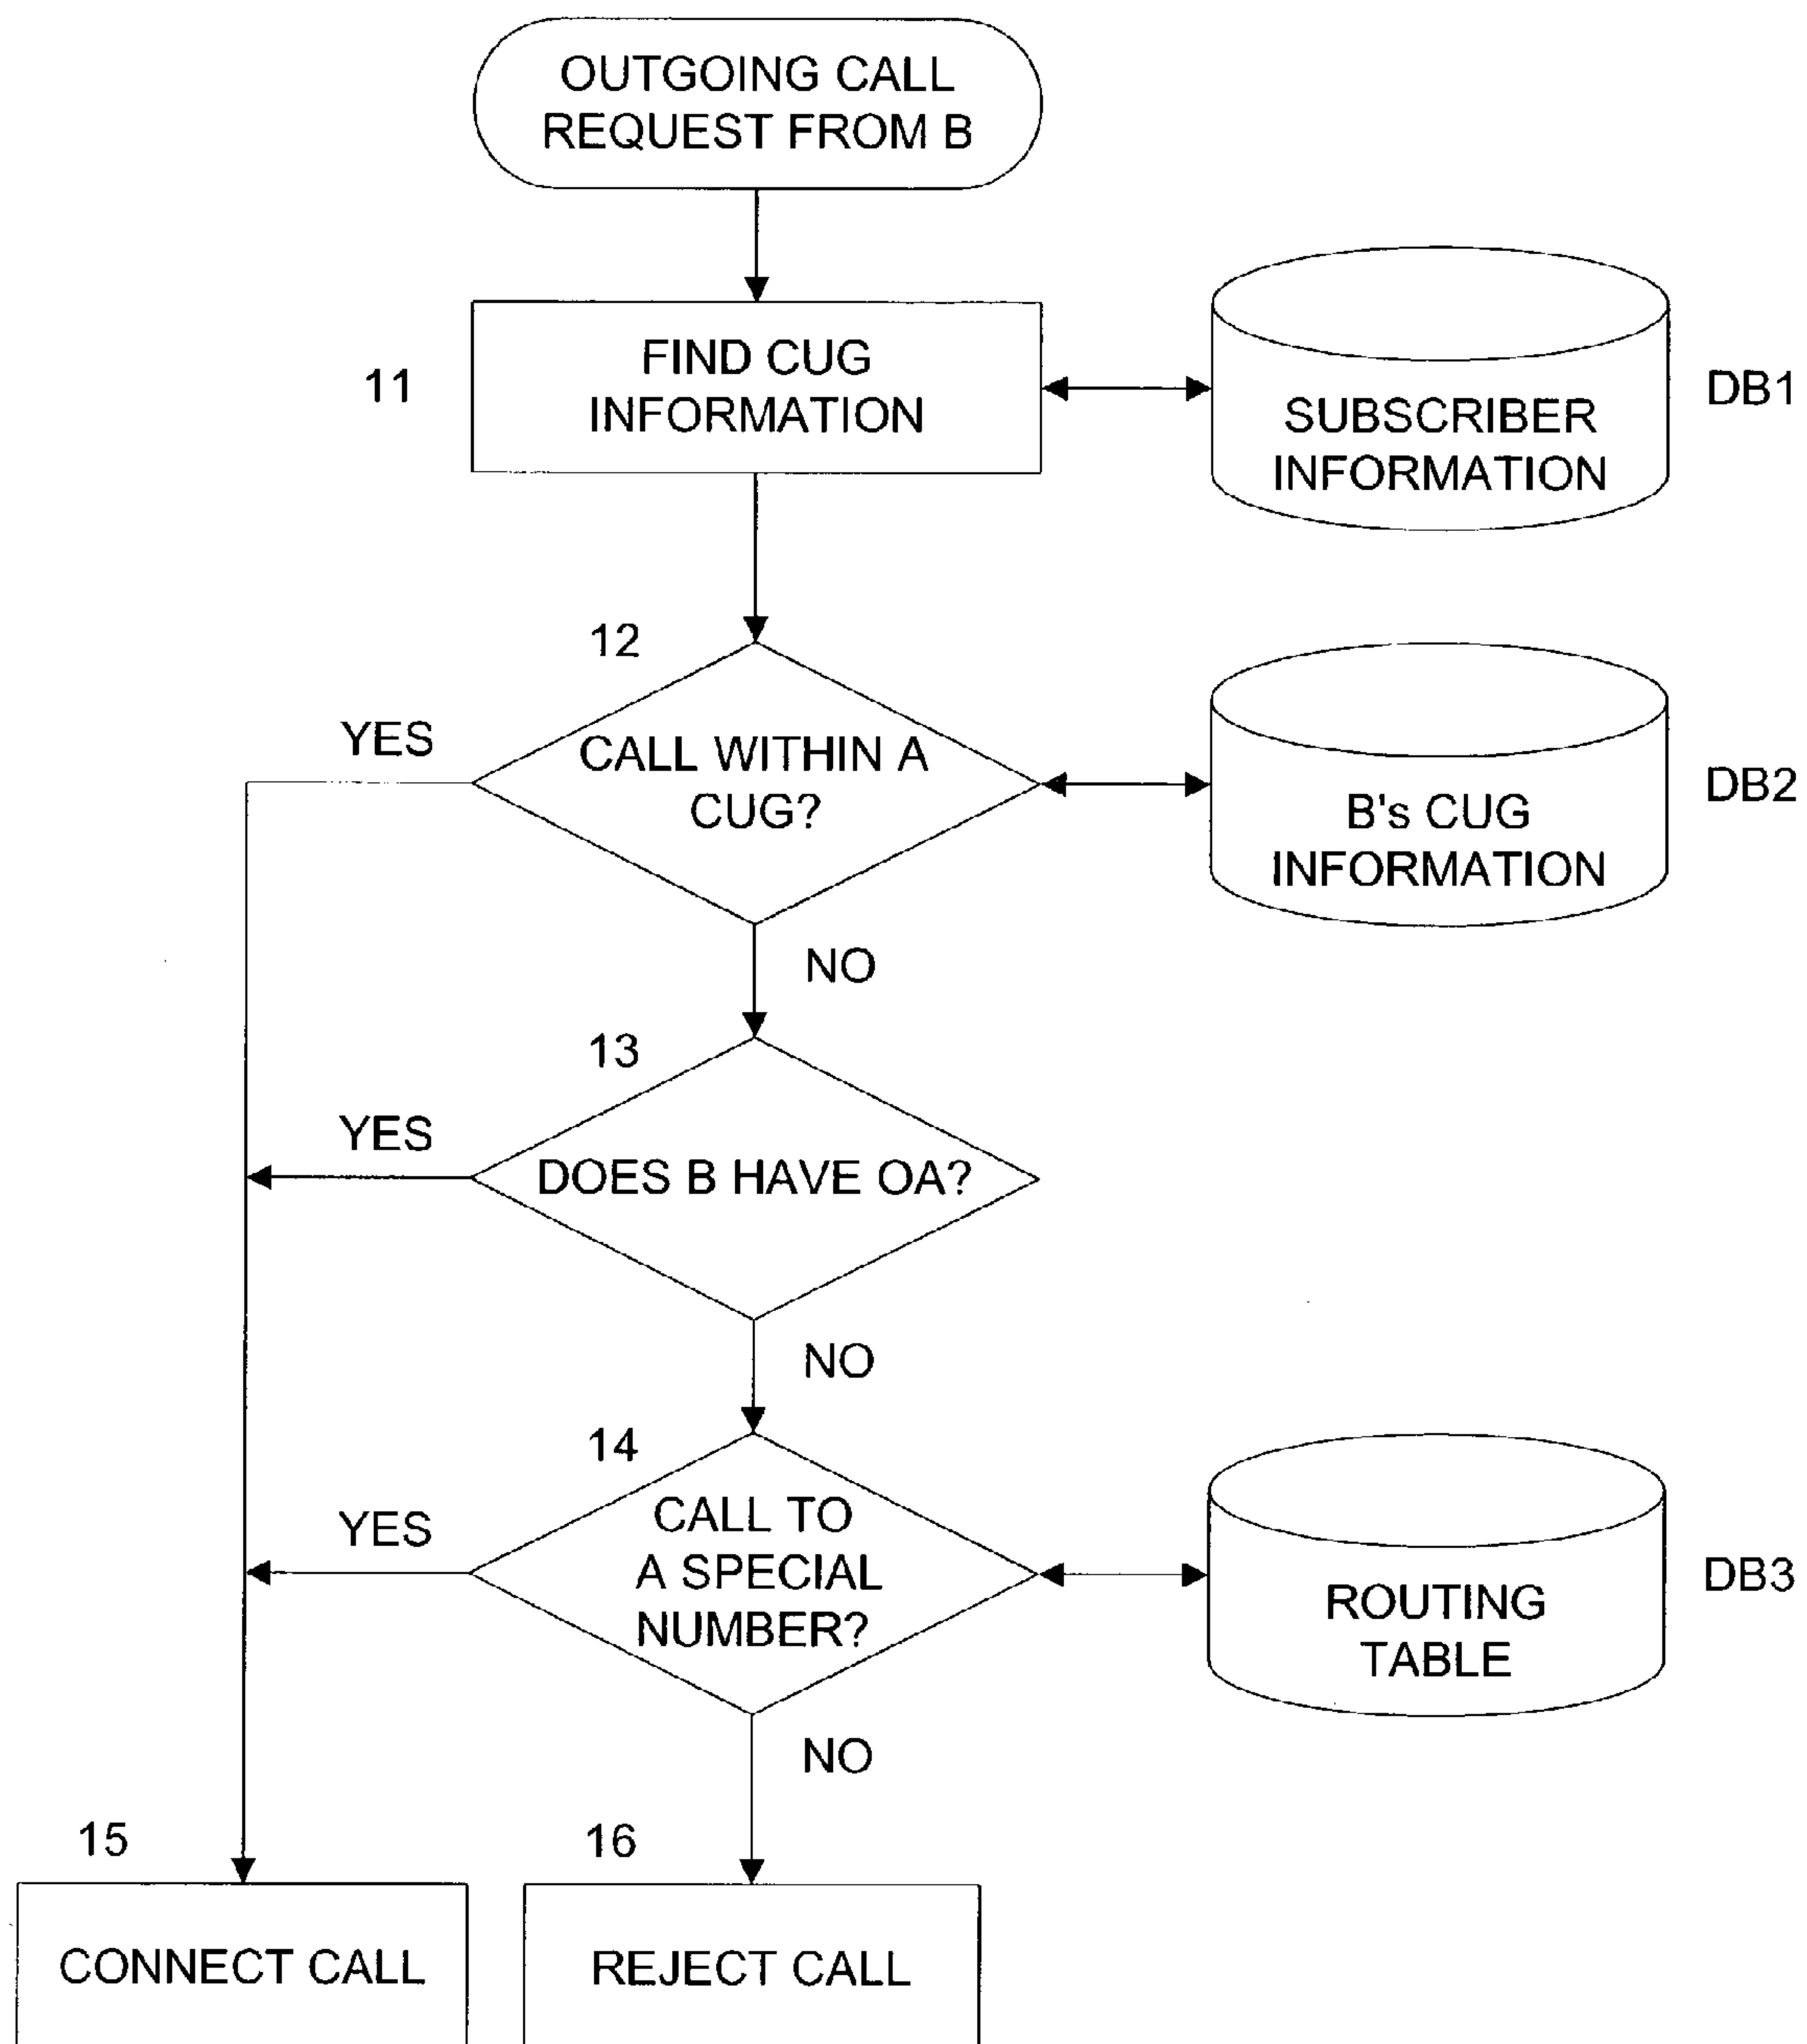 OUTGOING CALL
REQUEST FROM B
11
FIND CUG
INFORMATION
SUBSCRIBER
INFORMATION
DB1
12
YES
CALL WITHIN A
CUG?
B's CUG
INFORMATION
DB2
NO
13
YES
DOES B HAVE OA?
NO
14
YES
CALL TO
A SPECIAL
NUMBER?
ROUTING
TABLE
DB3
NO
15
16
CONNECT CALL
REJECT CALL